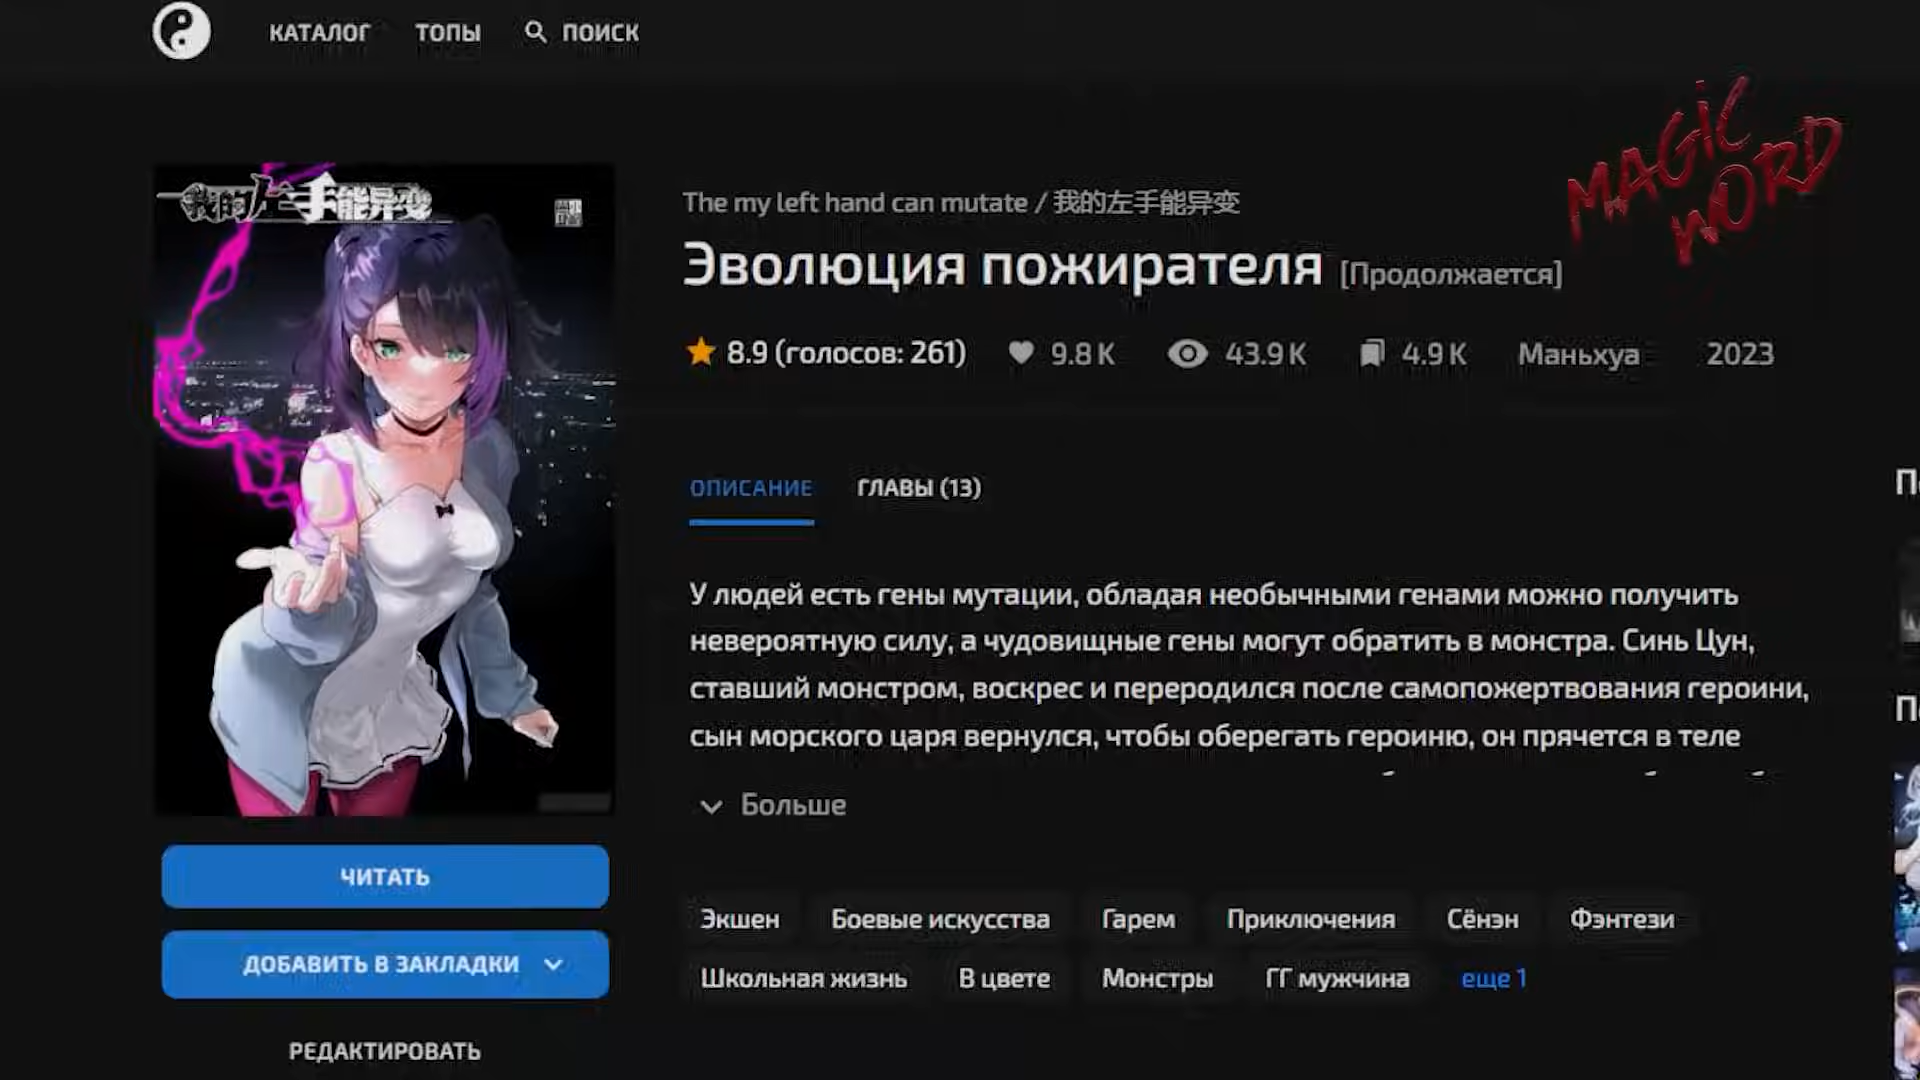 КАТАЛОГ ТОПЫ ПОИСК
MAGIC WORD
我的左手能异变
The my left hand can mutate / 我的左手能异变
Эволюция пожирателя [Продолжается]
8.9 (голосов: 261) 9.8 K 43.9 K 4.9 K Маньхуа 2023
ОПИСАНИЕ ГЛАВЫ (13)
У людей есть гены мутации, обладая необычными генами можно получить
невероятную силу, а чудовищные гены могут обратить в монстра. Синь Цун,
ставший монстром, воскрес и переродился после самопожертвования героини,
сын морского царя вернулся, чтобы оберегать героиню, он прячется в теле
Больше
ЧИТАТЬ
ДОБАВИТЬ В ЗАКЛАДКИ
РЕДАКТИРОВАТЬ
Экшен Боевые искусства Гарем Приключения Сёнэн Фэнтези
Школьная жизнь В цвете Монстры ГГ мужчина еще 1